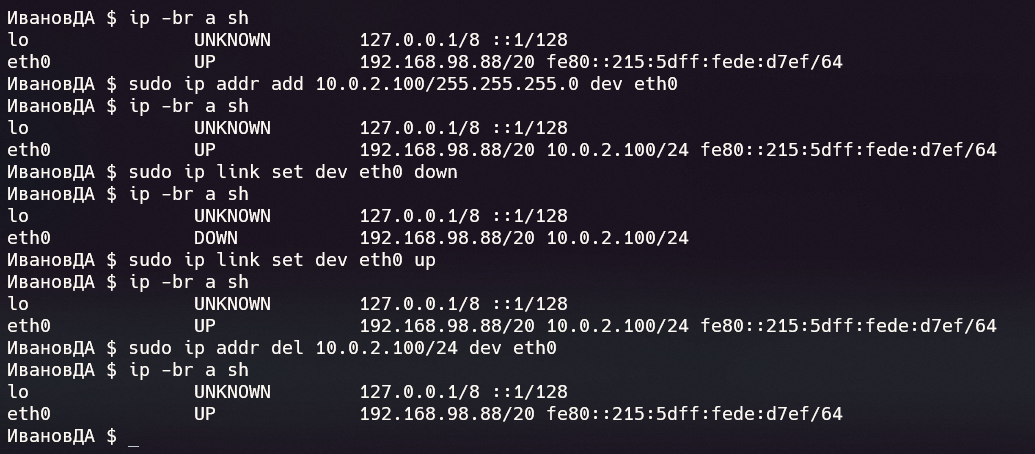 ИвановДА $ ip -br a sh
lo               UNKNOWN        127.0.0.1/8 ::1/128
eth0             UP             192.168.98.88/20 fe80::215:5dff:fede:d7ef/64
ИвановДА $ sudo ip addr add 10.0.2.100/255.255.255.0 dev eth0
ИвановДА $ ip -br a sh
lo               UNKNOWN        127.0.0.1/8 ::1/128
eth0             UP             192.168.98.88/20 10.0.2.100/24 fe80::215:5dff:fede:d7ef/64
ИвановДА $ sudo ip link set dev eth0 down
ИвановДА $ ip -br a sh
lo               UNKNOWN        127.0.0.1/8 ::1/128
eth0             DOWN           192.168.98.88/20 10.0.2.100/24
ИвановДА $ sudo ip link set dev eth0 up
ИвановДА $ ip -br a sh
lo               UNKNOWN        127.0.0.1/8 ::1/128
eth0             UP             192.168.98.88/20 10.0.2.100/24 fe80::215:5dff:fede:d7ef/64
ИвановДА $ sudo ip addr del 10.0.2.100/24 dev eth0
ИвановДА $ ip -br a sh
lo               UNKNOWN        127.0.0.1/8 ::1/128
eth0             UP             192.168.98.88/20 fe80::215:5dff:fede:d7ef/64
ИвановДА $ _